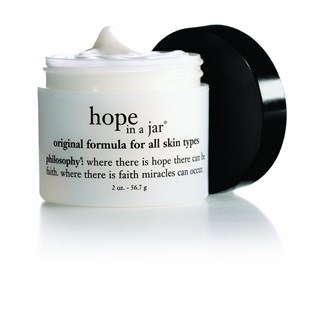 hope
in a jar®
original formula for all skin types
philosophy®: where there is hope there can be
faith. where there is faith miracles can occur.
2 oz. - 56.7 g